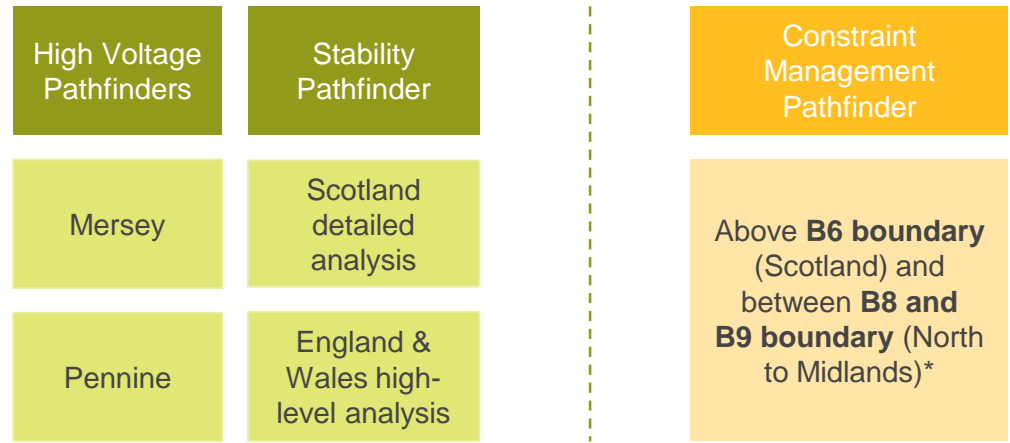 High Voltage
Pathfinders
Stability
Pathfinder
Constraint
Management
Pathfinder
Mersey
Scotland
detailed
analysis
Above B6 boundary
(Scotland) and
between B8 and
B9 boundary (North
to Midlands)*
Pennine
England &
Wales high-
level analysis